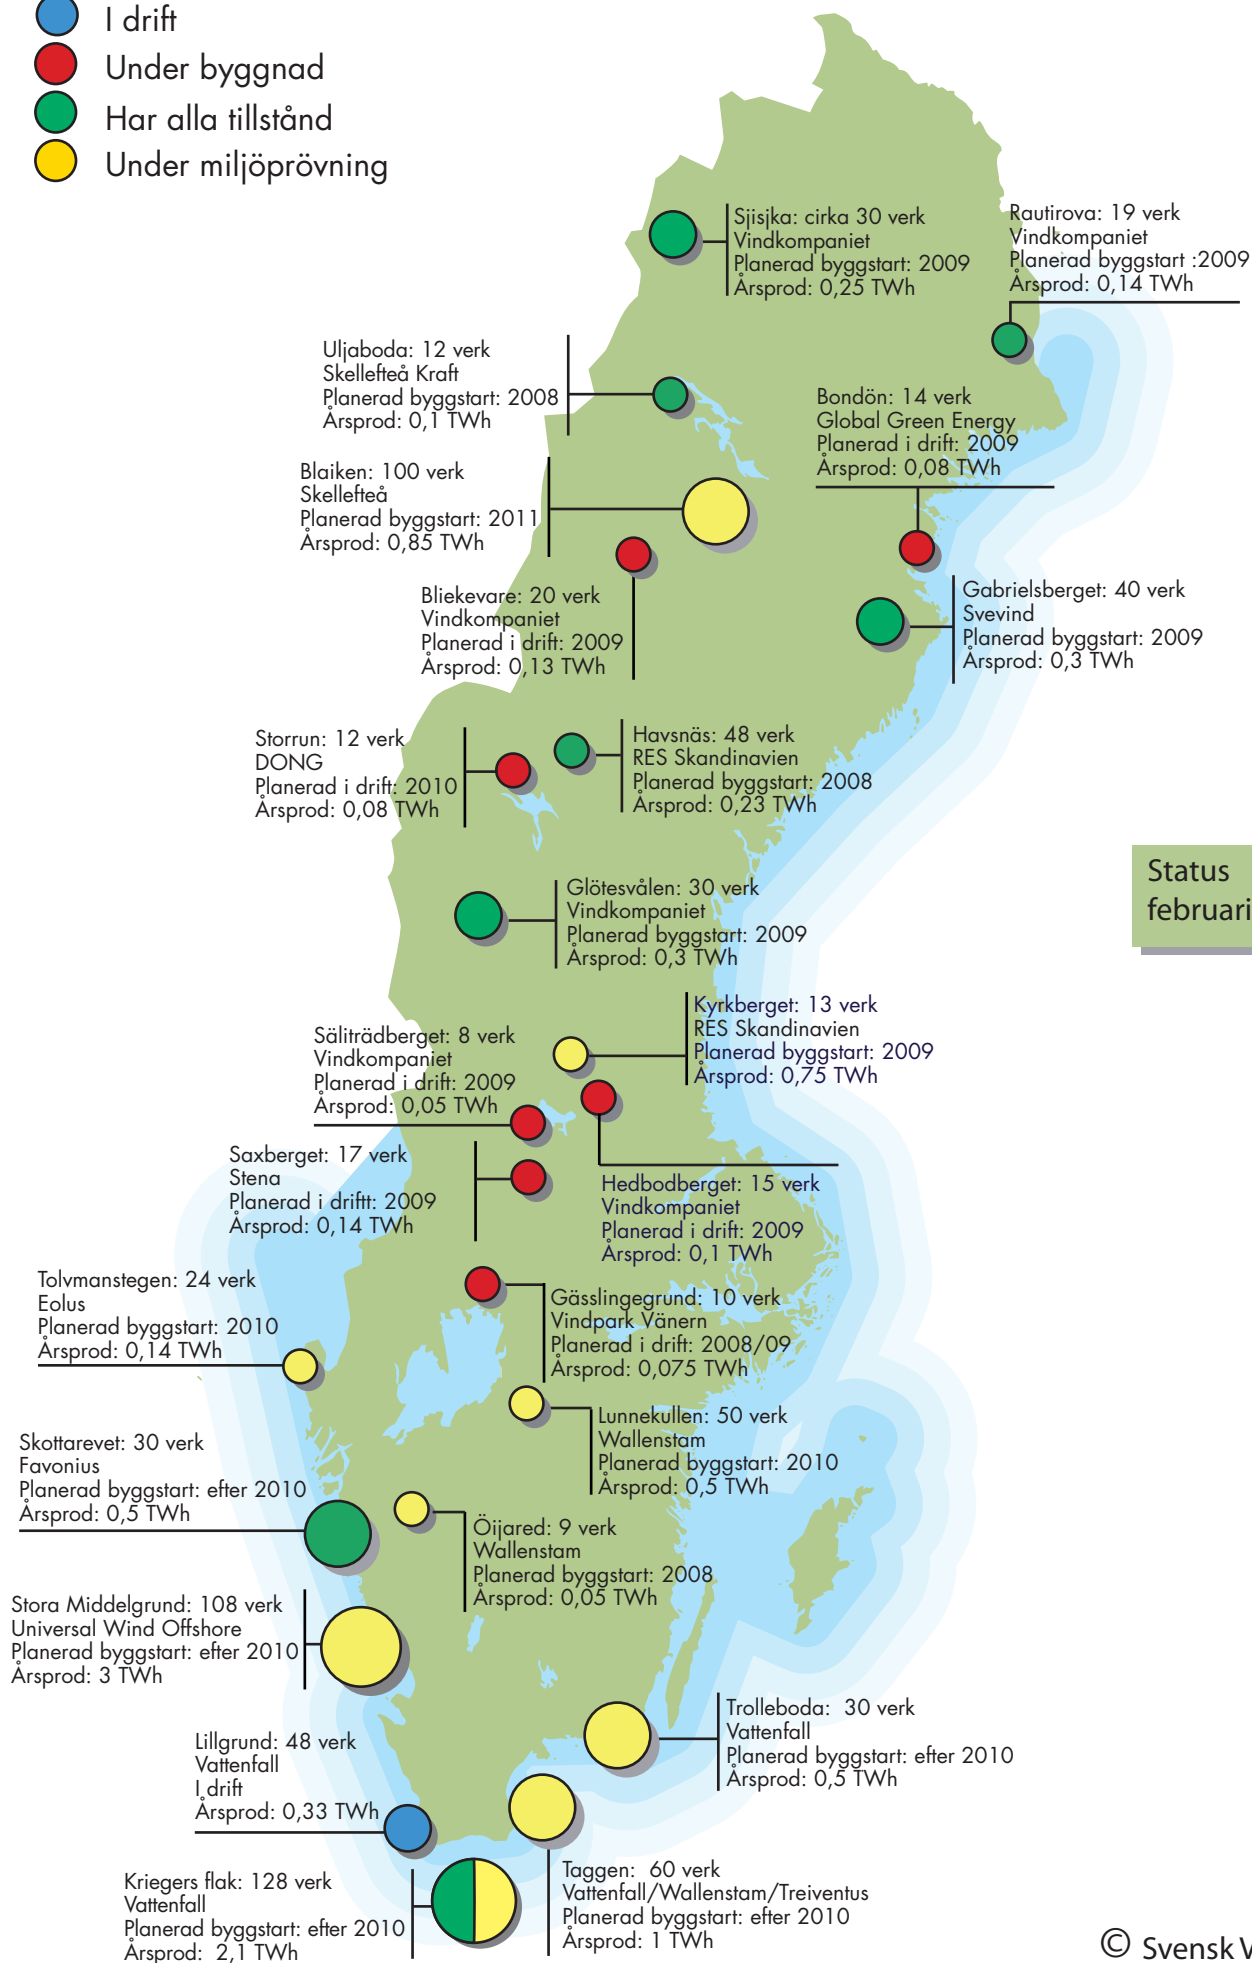 I drift
Under byggnad
Har alla tillstånd
Under miljöprövning
Sjisjka: cirka 30 verk
Vindkompaniet
Planerad byggstart: 2009
Årsprod: 0,25 TWh
Rautirova: 19 verk
Vindkompaniet
Planerad byggstart :2009
Årsprod: 0,14 TWh
Uljaboda: 12 verk
Skellefteå Kraft
Planerad byggstart: 2008
Årsprod: 0,1 TWh
Bondön: 14 verk
Global Green Energy
Planerad i drift: 2009
Årsprod: 0,08 TWh
Blaiken: 100 verk
Skellefteå
Planerad byggstart: 2011
Årsprod: 0,85 TWh
Bliekevare: 20 verk
Vindkompaniet
Planerad i drift: 2009
Årsprod: 0,13 TWh
Gabrielsberget: 40 verk
Svevind
Planerad byggstart: 2009
Årsprod: 0,3 TWh
Storrun: 12 verk
DONG
Planerad i drift: 2010
Årsprod: 0,08 TWh
Havsnäs: 48 verk
RES Skandinavien
Planerad byggstart: 2008
Årsprod: 0,23 TWh
Status
februari
Glötesvålen: 30 verk
Vindkompaniet
Planerad byggstart: 2009
Årsprod: 0,3 TWh
Kyrkberget: 13 verk
RES Skandinavien
Planerad byggstart: 2009
Årsprod: 0,75 TWh
Säliträdberget: 8 verk
Vindkompaniet
Planerad i drift: 2009
Årsprod: 0,05 TWh
Saxberget: 17 verk
Stena
Planerad i driftt: 2009
Årsprod: 0,14 TWh
Hedbodberget: 15 verk
Vindkompaniet
Planerad i drift: 2009
Årsprod: 0,1 TWh
Tolvmanstegen: 24 verk
Eolus
Planerad byggstart: 2010
Årsprod: 0,14 TWh
Gässlingegrund: 10 verk
Vindpark Vänern
Planerad i drift: 2008/09
Årsprod: 0,075 TWh
Lunnekullen: 50 verk
Wallenstam
Planerad byggstart: 2010
Årsprod: 0,5 TWh
Skottarevet: 30 verk
Favonius
Planerad byggstart: efter 2010
Årsprod: 0,5 TWh
Öijared: 9 verk
Wallenstam
Planerad byggstart: 2008
Årsprod: 0,05 TWh
Stora Middelgrund: 108 verk
Universal Wind Offshore
Planerad byggstart: efter 2010
Årsprod: 3 TWh
Trolleboda: 30 verk
Vattenfall
Planerad byggstart: efter 2010
Årsprod: 0,5 TWh
Lillgrund: 48 verk
Vattenfall
I drift
Årsprod: 0,33 TWh
Kriegers flak: 128 verk
Vattenfall
Planerad byggstart: efter 2010
Årsprod: 2,1 TWh
Taggen: 60 verk
Vattenfall/Wallenstam/Treiventus
Planerad byggstart: efter 2010
Årsprod: 1 TWh
© Svensk